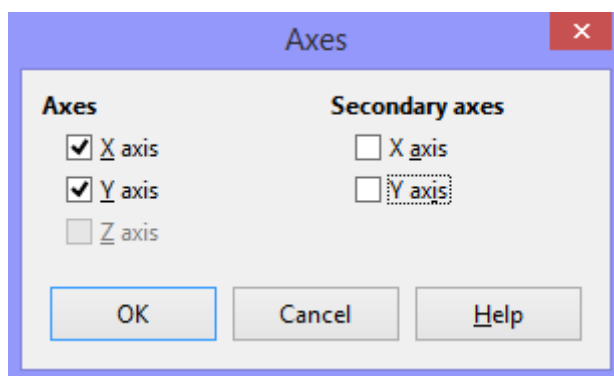 Axes
Axes
Secondary axes
X axis
X axis
Y axis
Y axis
Z axis
OK
Cancel
Help